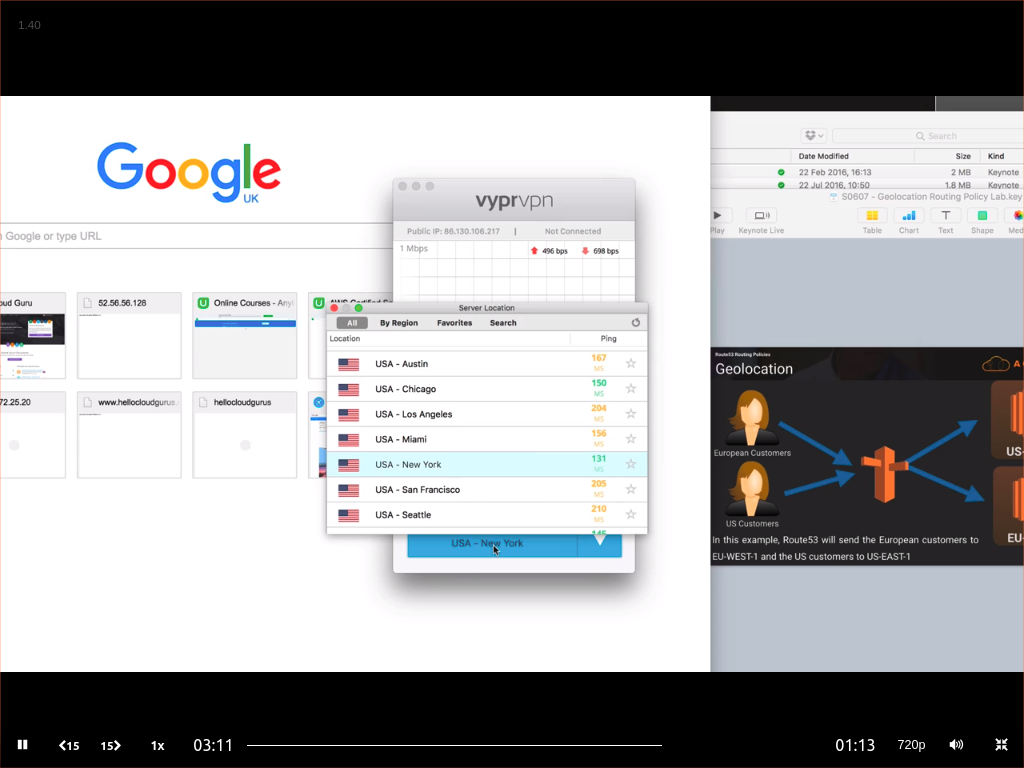 1.40
Google
UK
n Google or type URL
oud Guru
52.56.56.128
Online Courses - Any
72.25.20
www.hellocloudgurus.
hellocloudgurus
vyprvpn
Public IP: 86.130.106.217 | Not Connected
1 Mbps
496 bps
698 bps
Server Location
All By Region Favorites Search
Location Ping
USA - Austin 167 MS
USA - Chicago 150 MS
USA - Los Angeles 204 MS
USA - Miami 156 MS
USA - New York 131 MS
USA - San Francisco 205 MS
USA - Seattle 210 MS
USA - New York
Search
Date Modified Size Kind
22 Feb 2016, 16:13 2 MB Keynote
22 Jul 2016, 10:50 1.8 MB Keynote
S0607 - Geolocation Routing Policy Lab.key
Play Keynote Live Table Chart Text Shape Med
Route53 Routing Policies
Geolocation
A
European Customers
US Customers
US-
EU-
In this example, Route53 will send the European customers to
EU-WEST-1 and the US customers to US-EAST-1
15 15 1x 03:11 01:13 720p